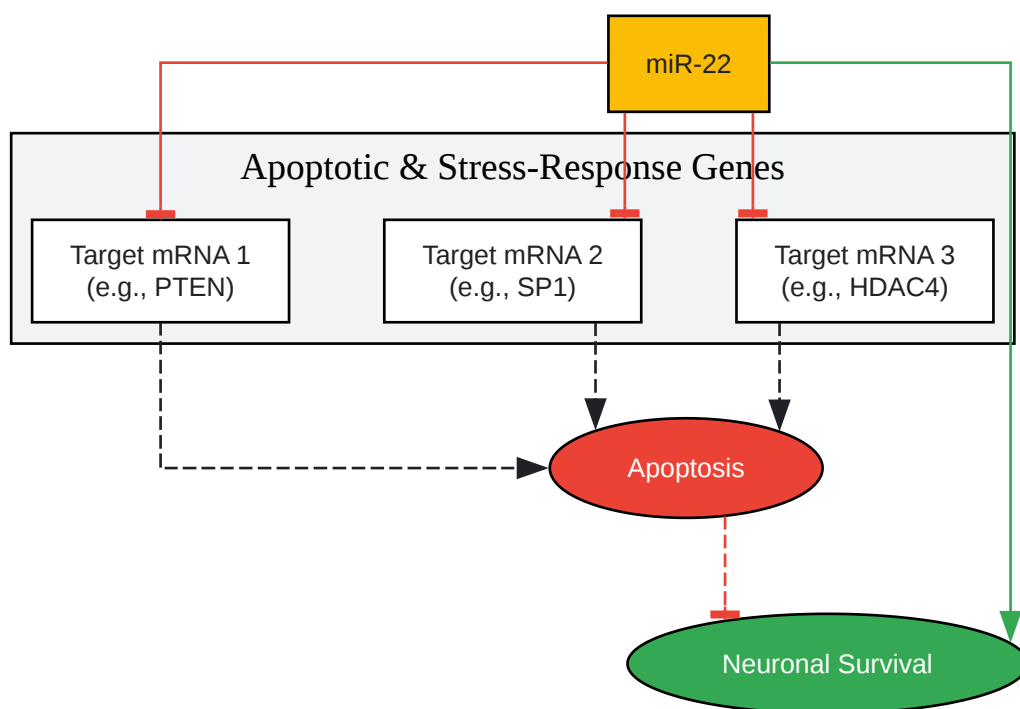 miR-22
Apoptotic & Stress-Response Genes
Target mRNA 1
(e.g., PTEN)
Target mRNA 2
(e.g., SP1)
Target mRNA 3
(e.g., HDAC4)
Apoptosis
Neuronal Survival